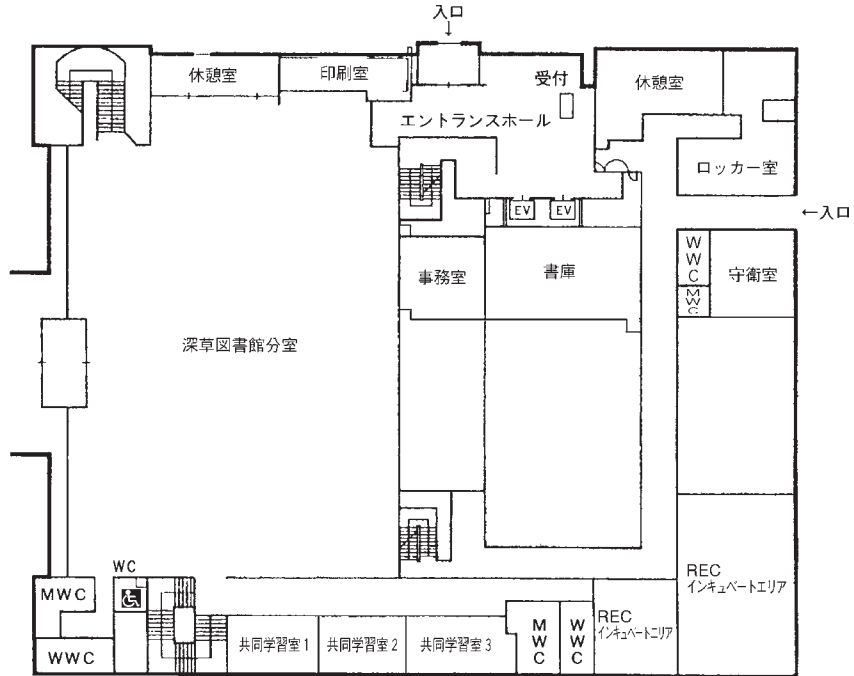 入口
↓
休憩室
印刷室
受付
休憩室
エントランスホール
ロッカー室
←入口
EV
EV
事務室
書庫
WWC
MWC
守衛室
深草図書館分室
WC
MWC
WWC
共同学習室1
共同学習室2
共同学習室3
MWC
WWC
REC
インキュベートエリア
REC
インキュベートエリア